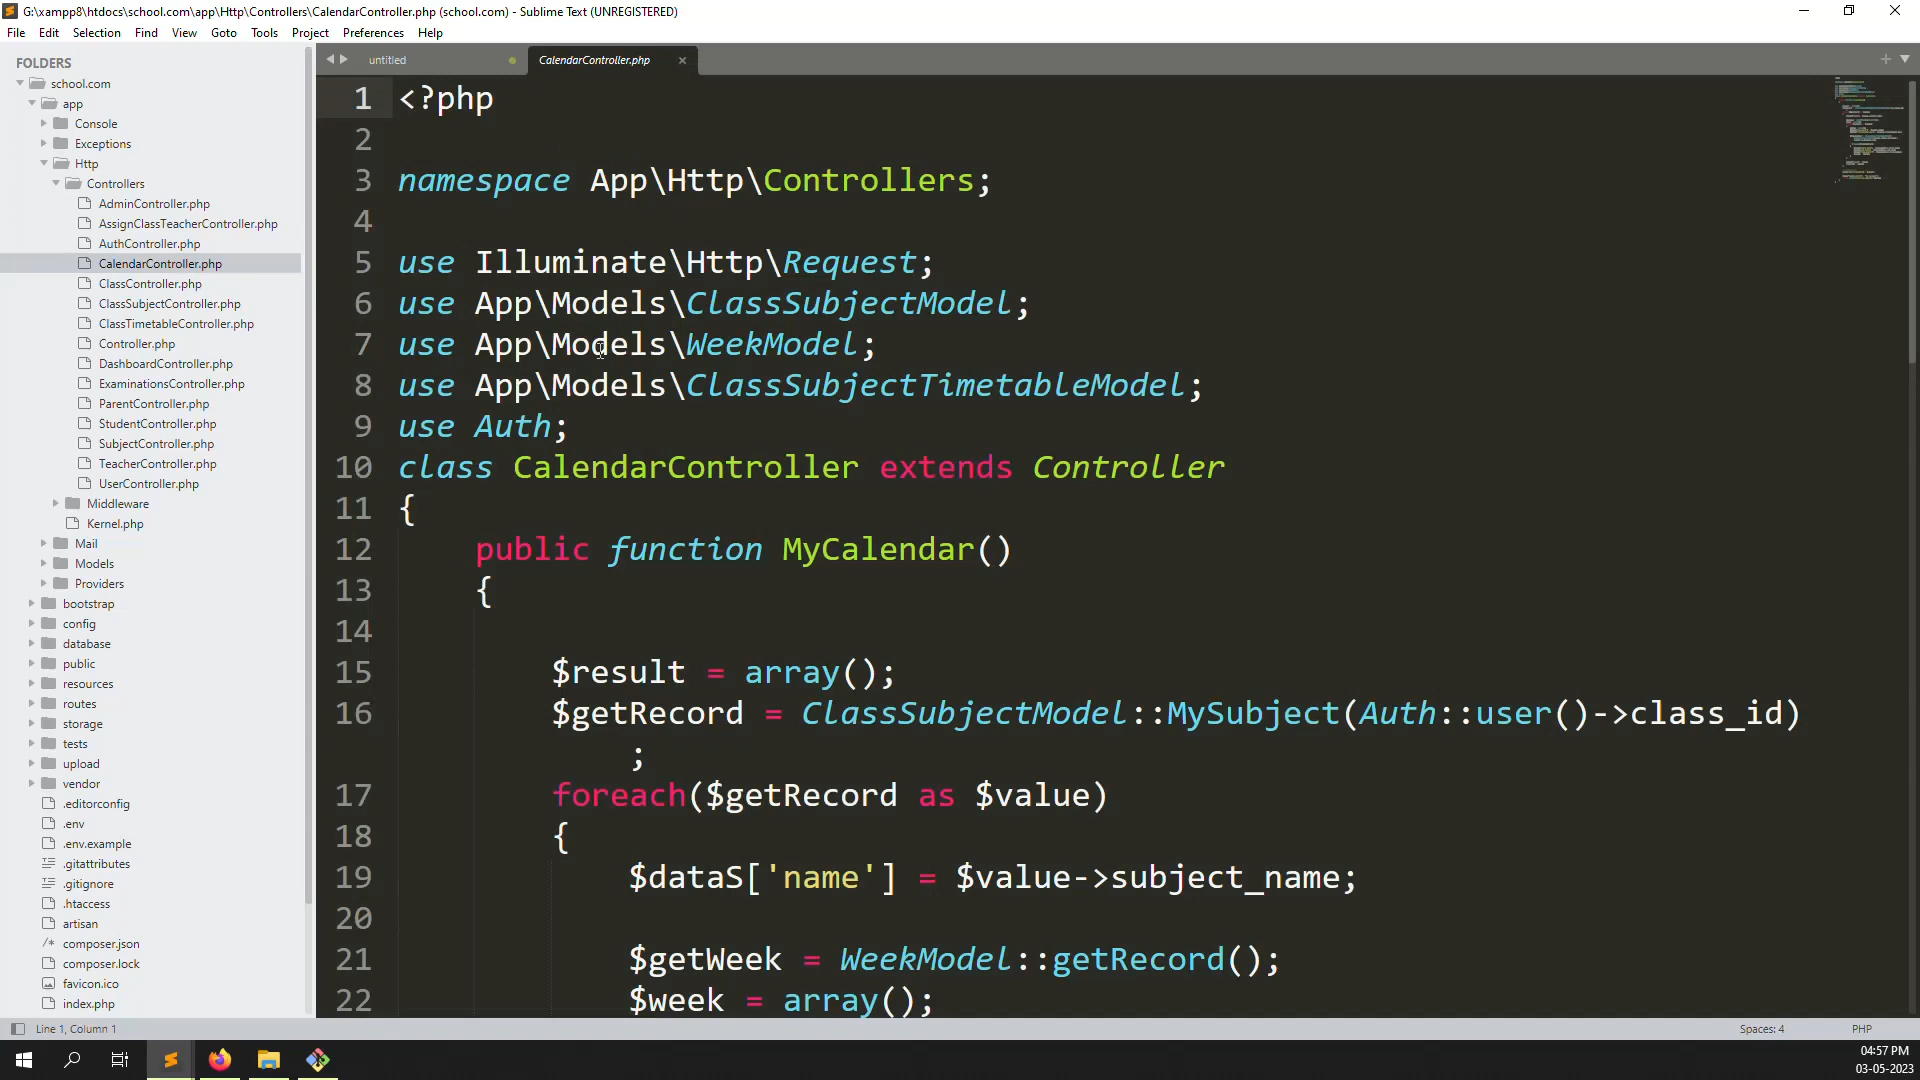 G:\xampp8\htdocs\school.com\app\Http\Controllers\CalendarController.php (school.com) - Sublime Text (UNREGISTERED)
File Edit Selection Find View Goto Tools Project Preferences Help
FOLDERS
school.com
app
Console
Exceptions
Http
Controllers
AdminController.php
AssignClassTeacherController.php
AuthController.php
CalendarController.php
ClassController.php
ClassSubjectController.php
ClassTimetableController.php
Controller.php
DashboardController.php
ExaminationsController.php
ParentController.php
StudentController.php
SubjectController.php
TeacherController.php
UserController.php
Middleware
Kernel.php
Mail
Models
Providers
bootstrap
config
database
public
resources
routes
storage
tests
upload
vendor
.editorconfig
.env
.env.example
.gitattributes
.gitignore
.htaccess
artisan
composer.json
composer.lock
favicon.ico
index.php
untitled
CalendarController.php
1 <?php
2
3 namespace App\Http\Controllers;
4
5 use Illuminate\Http\Request;
6 use App\Models\ClassSubjectModel;
7 use App\Models\WeekModel;
8 use App\Models\ClassSubjectTimetableModel;
9 use Auth;
10 class CalendarController extends Controller
11 {
12 public function MyCalendar()
13 {
14
15 $result = array();
16 $getRecord = ClassSubjectModel::MySubject(Auth::user()->class_id)
;
17 foreach($getRecord as $value)
18 {
19 $dataS['name'] = $value->subject_name;
20
21 $getWeek = WeekModel::getRecord();
22 $week = array();
Line 1, Column 1
Spaces: 4
PHP
04:57 PM
03-05-2023